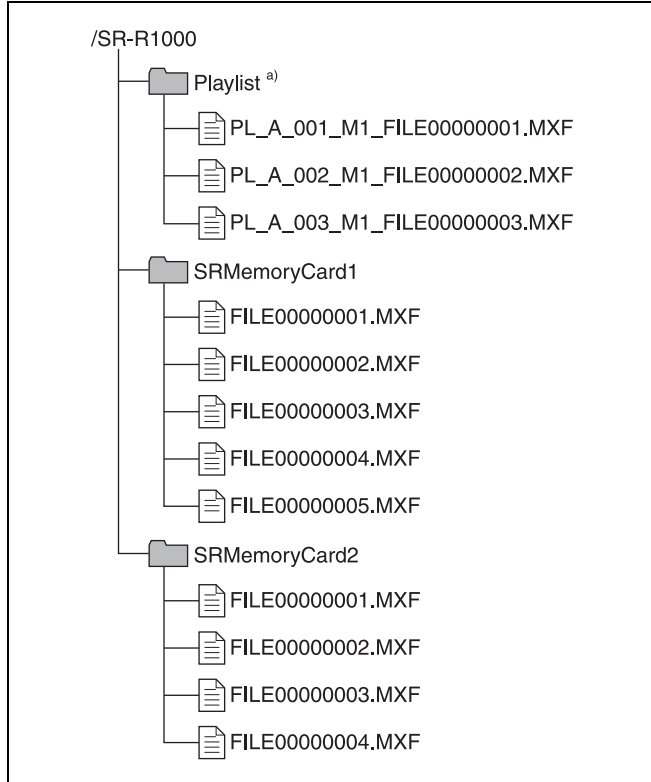 /SR-R1000
Playlist a)
PL_A_001_M1_FILE00000001.MXF
PL_A_002_M1_FILE00000002.MXF
PL_A_003_M1_FILE00000003.MXF
SRMemoryCard1
FILE00000001.MXF
FILE00000002.MXF
FILE00000003.MXF
FILE00000004.MXF
FILE00000005.MXF
SRMemoryCard2
FILE00000001.MXF
FILE00000002.MXF
FILE00000003.MXF
FILE00000004.MXF